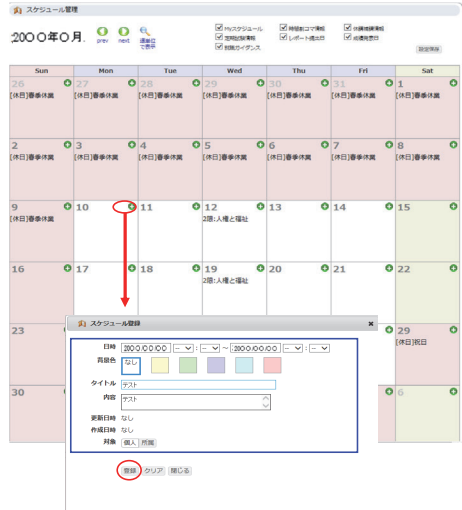 スケジュール管理
20〇〇年〇月 prev next 週単位で表示
Myスケジュール 時間割コマ情報 休講補講情報
定期試験情報 レポート提出日 成績発表日
就職ガイダンス
設定保存
Sun Mon Tue Wed Thu Fri Sat
26 27 28 29 30 31 1
[休日]春季休業 [休日]春季休業 [休日]春季休業 [休日]春季休業 [休日]春季休業 [休日]春季休業 [休日]春季休業
2 3 4 5 6 7 8
[休日]春季休業 [休日]春季休業 [休日]春季休業 [休日]春季休業 [休日]春季休業 [休日]春季休業 [休日]春季休業
9 10 11 12 13 14 15
[休日]春季休業 2限:人権と福祉
16 17 18 19 20 21 22
2限:人権と福祉
23 29
[休日]祝日
30 6
スケジュール登録 ×
日時 20〇〇/〇〇/〇〇 -- : -- ～ 20〇〇/〇〇/〇〇 -- : --
背景色 なし
タイトル テスト
内容 テスト
更新日時 なし
作成日時 なし
対象 個人 所属
登録 クリア 閉じる